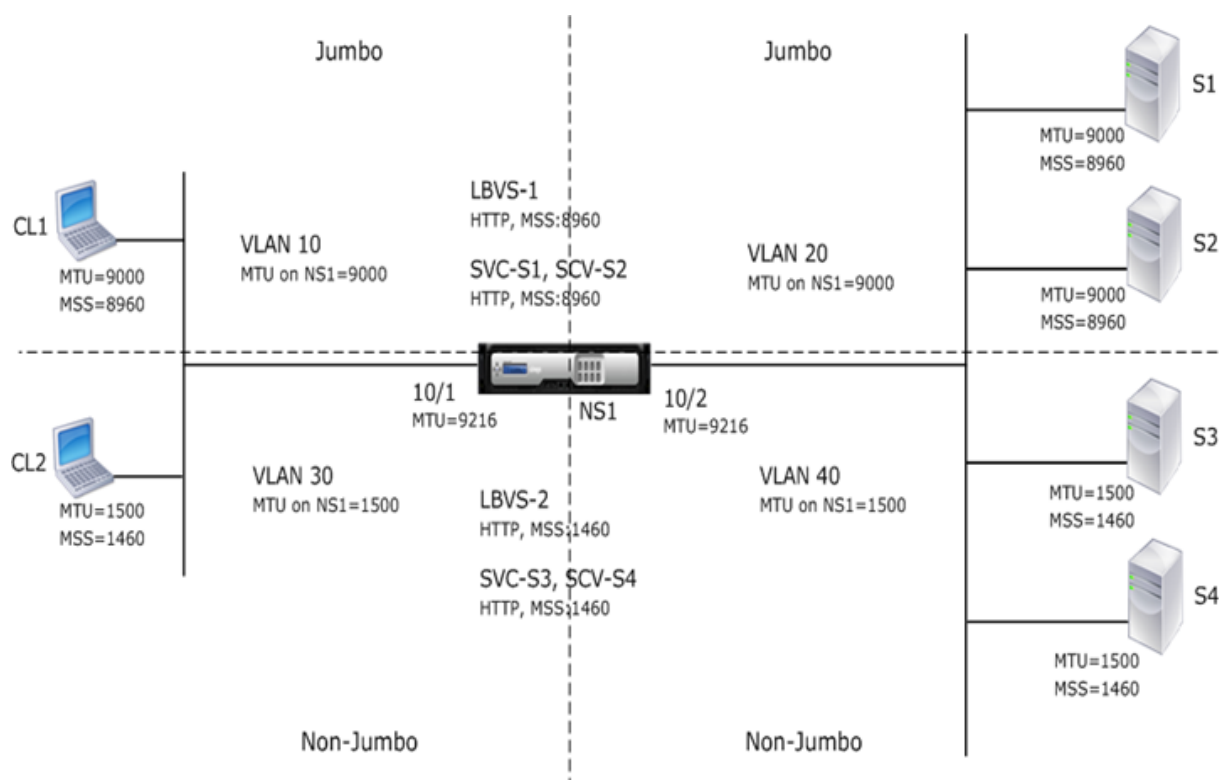 Jumbo
Jumbo
S1
MTU=9000
MSS=8960
LBVS-1
HTTP, MSS:8960
CL1
VLAN 10
MTU on NS1=9000
MTU=9000
MSS=8960
SVC-S1, SCV-S2
HTTP, MSS:8960
VLAN 20
MTU on NS1=9000
S2
MTU=9000
MSS=8960
10/1
MTU=9216
NS1
10/2
MTU=9216
S3
MTU=1500
MSS=1460
CL2
VLAN 30
MTU on NS1=1500
MTU=1500
MSS=1460
LBVS-2
HTTP, MSS:1460
VLAN 40
MTU on NS1=1500
SVC-S3, SCV-S4
HTTP, MSS:1460
S4
MTU=1500
MSS=1460
Non-Jumbo
Non-Jumbo